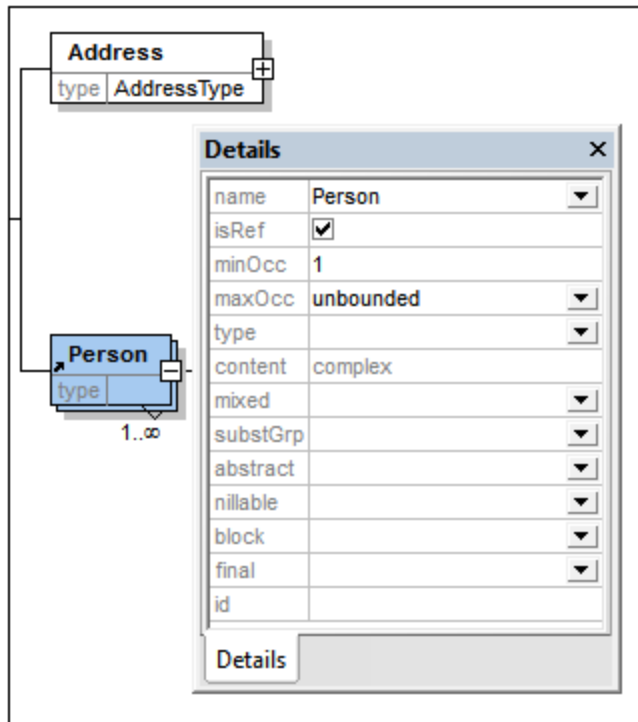 Address
type AddressType
Details
name Person
isRef
minOcc 1
maxOcc unbounded
type
content complex
mixed
substGrp
abstract
nillable
block
final
id
Details
Person
type
1..∞